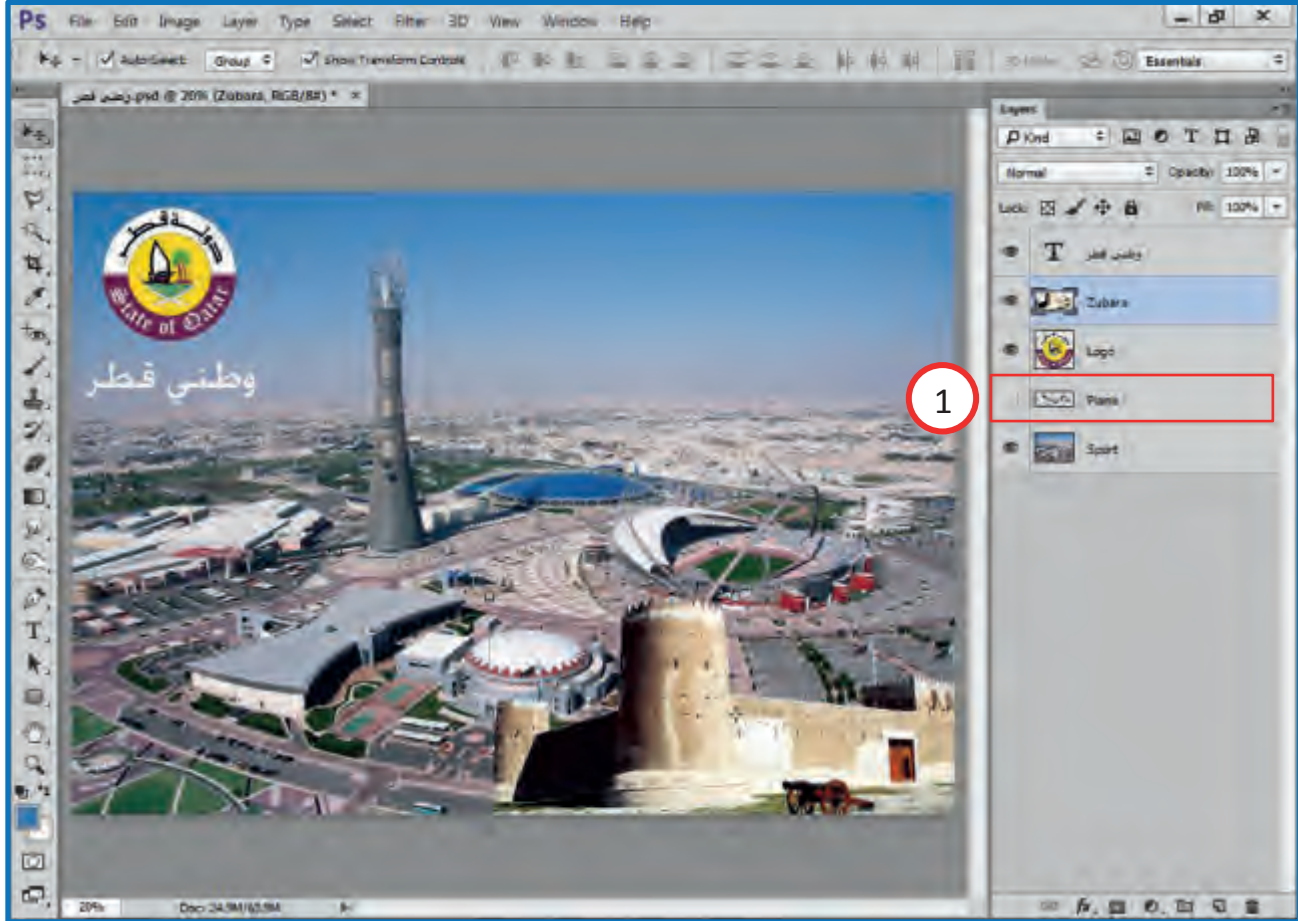 Ps File Edit Image Layer Type Select Filter 3D View Window Help
Auto-Select: Group Show Transform Controls Essentials
وطني قطر.psd @ 20% (Zubara, RGB/8#) * ×
Layers
Kind
Normal Opacity: 100%
Lock: Fill: 100%
وطني قطر
Zubara
Logo
1
Sport
دولة قطر
State of Qatar
وطني قطر
20% Doc: 24.9M/63.9M